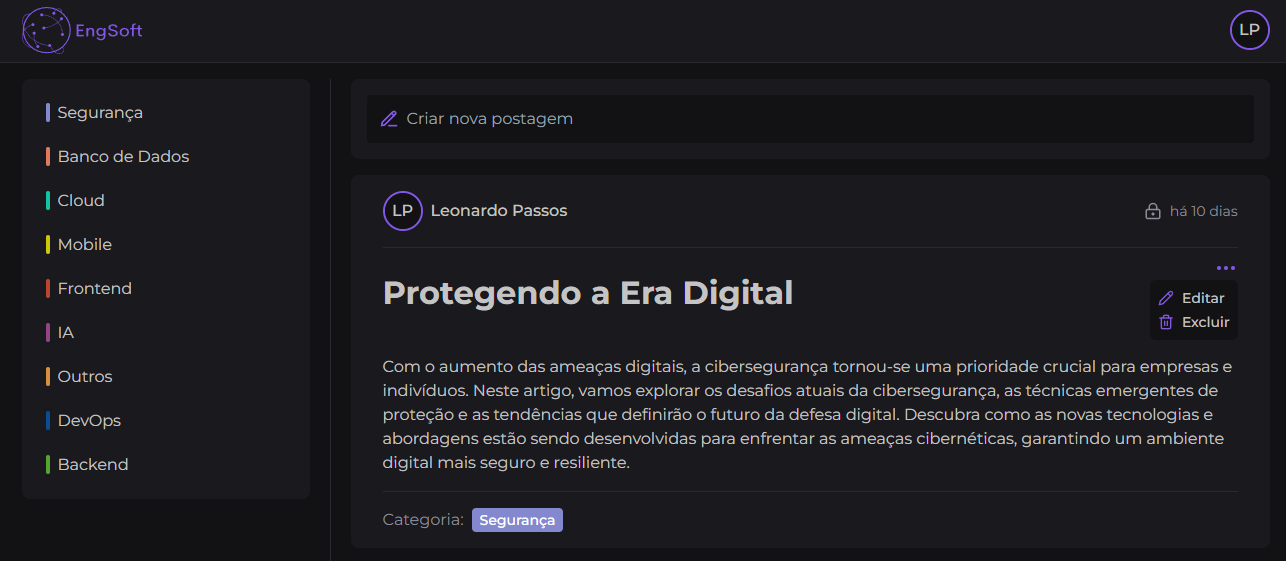 EngSoft
LP
Segurança
Banco de Dados
Cloud
Mobile
Frontend
IA
Outros
DevOps
Backend
Criar nova postagem
LP Leonardo Passos
há 10 dias
Protegendo a Era Digital
Editar
Excluir
Com o aumento das ameaças digitais, a cibersegurança tornou-se uma prioridade crucial para empresas e
indivíduos. Neste artigo, vamos explorar os desafios atuais da cibersegurança, as técnicas emergentes de
proteção e as tendências que definirão o futuro da defesa digital. Descubra como as novas tecnologias e
abordagens estão sendo desenvolvidas para enfrentar as ameaças cibernéticas, garantindo um ambiente
digital mais seguro e resiliente.
Categoria: Segurança